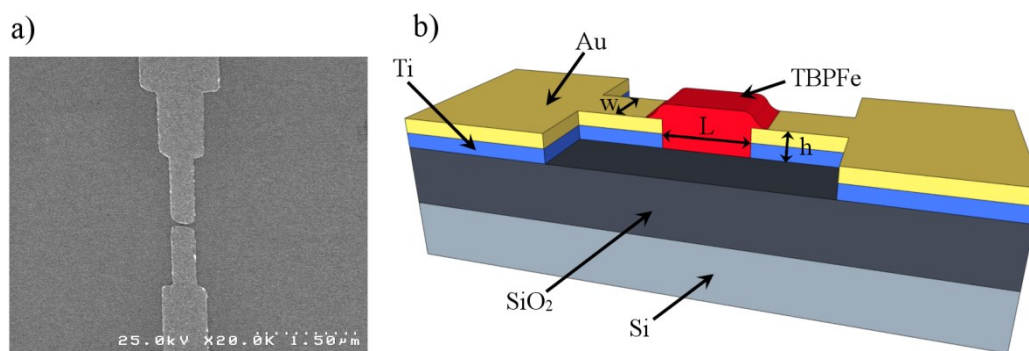 a)
25.0kV X20.0K 1.50µm
b)
Au
Ti
TBPFe
w
L
h
SiO₂
Si